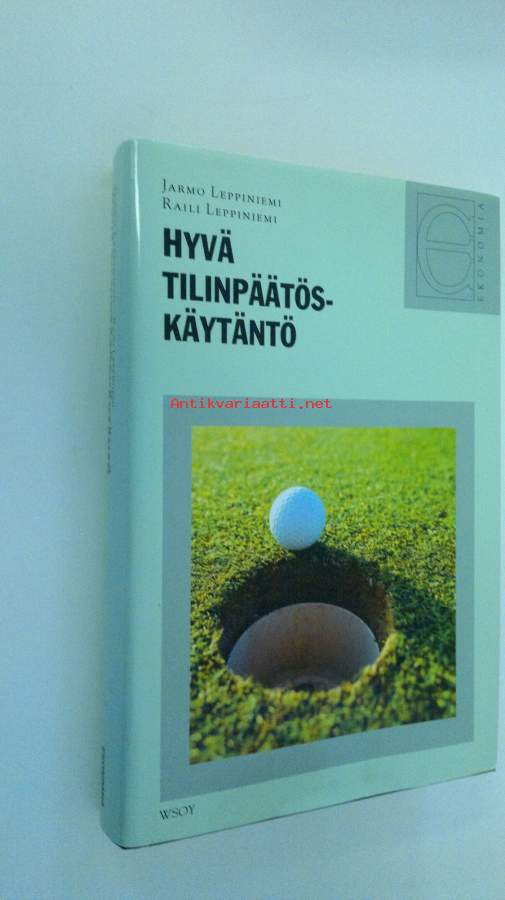 JARMO LEPPINIEMI
RAILI LEPPINIEMI
HYVÄ
TILINPÄÄTÖS-
KÄYTÄNTÖ
e
EKONOMIA
Antikvariaatti.net
WSOY